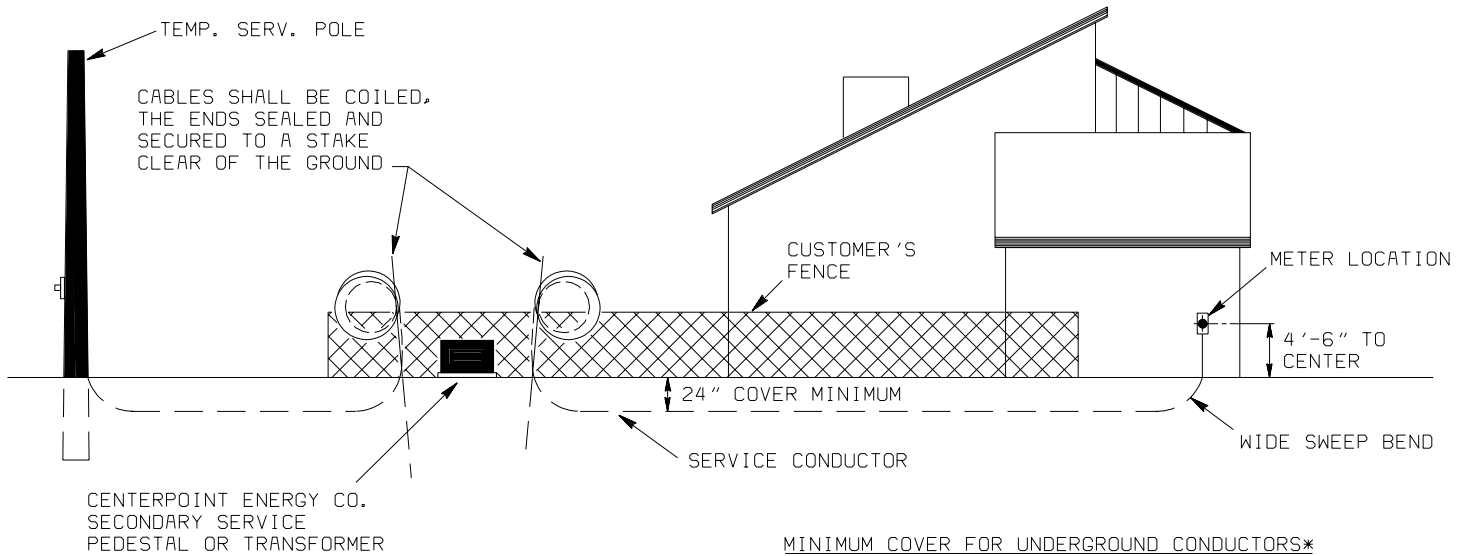 TEMP. SERV. POLE
CABLES SHALL BE COILED,
THE ENDS SEALED AND
SECURED TO A STAKE
CLEAR OF THE GROUND
CUSTOMER'S
FENCE
METER LOCATION
4'-6" TO
CENTER
24" COVER MINIMUM
WIDE SWEEP BEND
SERVICE CONDUCTOR
CENTERPOINT ENERGY CO.
SECONDARY SERVICE
PEDESTAL OR TRANSFORMER
MINIMUM COVER FOR UNDERGROUND CONDUCTORS*